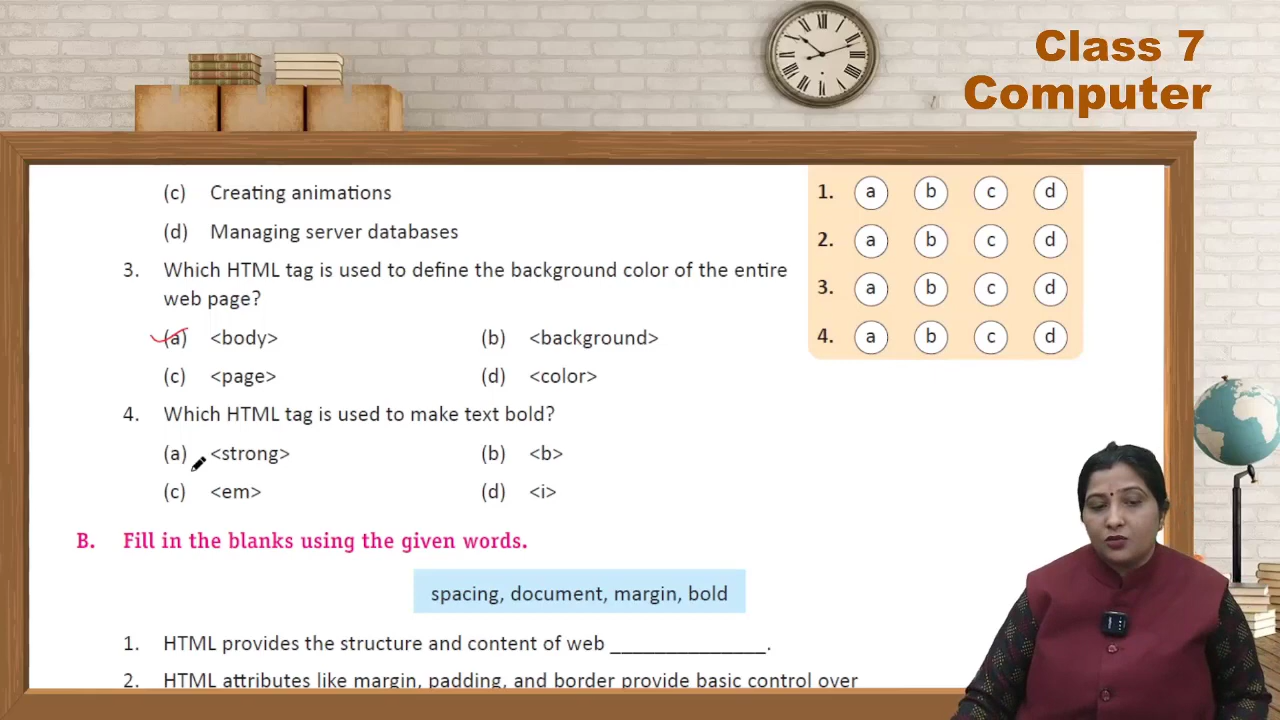 Class 7
Computer
(c) Creating animations
(d) Managing server databases
3. Which HTML tag is used to define the background color of the entire
web page?
(a) <body> (b) <background>
(c) <page> (d) <color>
4. Which HTML tag is used to make text bold?
(a) <strong> (b) <b>
(c) <em> (d) <i>
1. a b c d
2. a b c d
3. a b c d
4. a b c d
B. Fill in the blanks using the given words.
spacing, document, margin, bold
1. HTML provides the structure and content of web ______________.
2. HTML attributes like margin, padding, and border provide basic control over